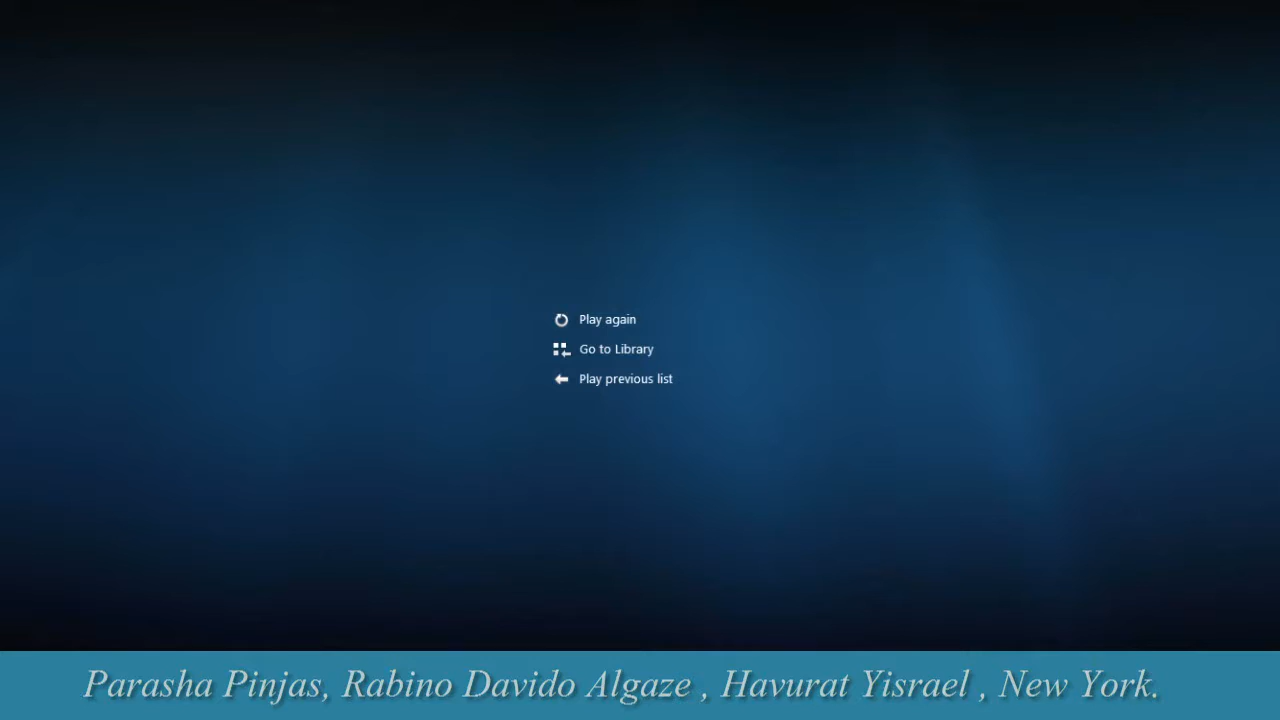 Play again
Go to Library
Play previous list
Parasha Pinjas, Rabino Davido Algaze , Havurat Yisrael , New York.